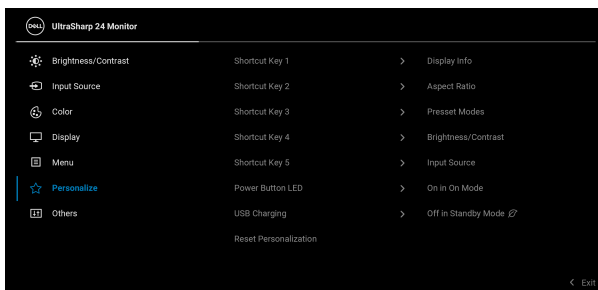 DELL UltraSharp 24 Monitor
Brightness/Contrast Shortcut Key 1 > Display Info
Input Source Shortcut Key 2 > Aspect Ratio
Color Shortcut Key 3 > Presset Modes
Display Shortcut Key 4 > Brightness/Contrast
Menu Shortcut Key 5 > Input Source
Personalize Power Button LED > On in On Mode
Others USB Charging > Off in Standby Mode
Reset Personalization
< Exit